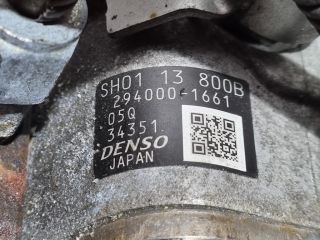 SH01 13 800B
294000-1661
05Q
34351.
DENSO
JAPAN